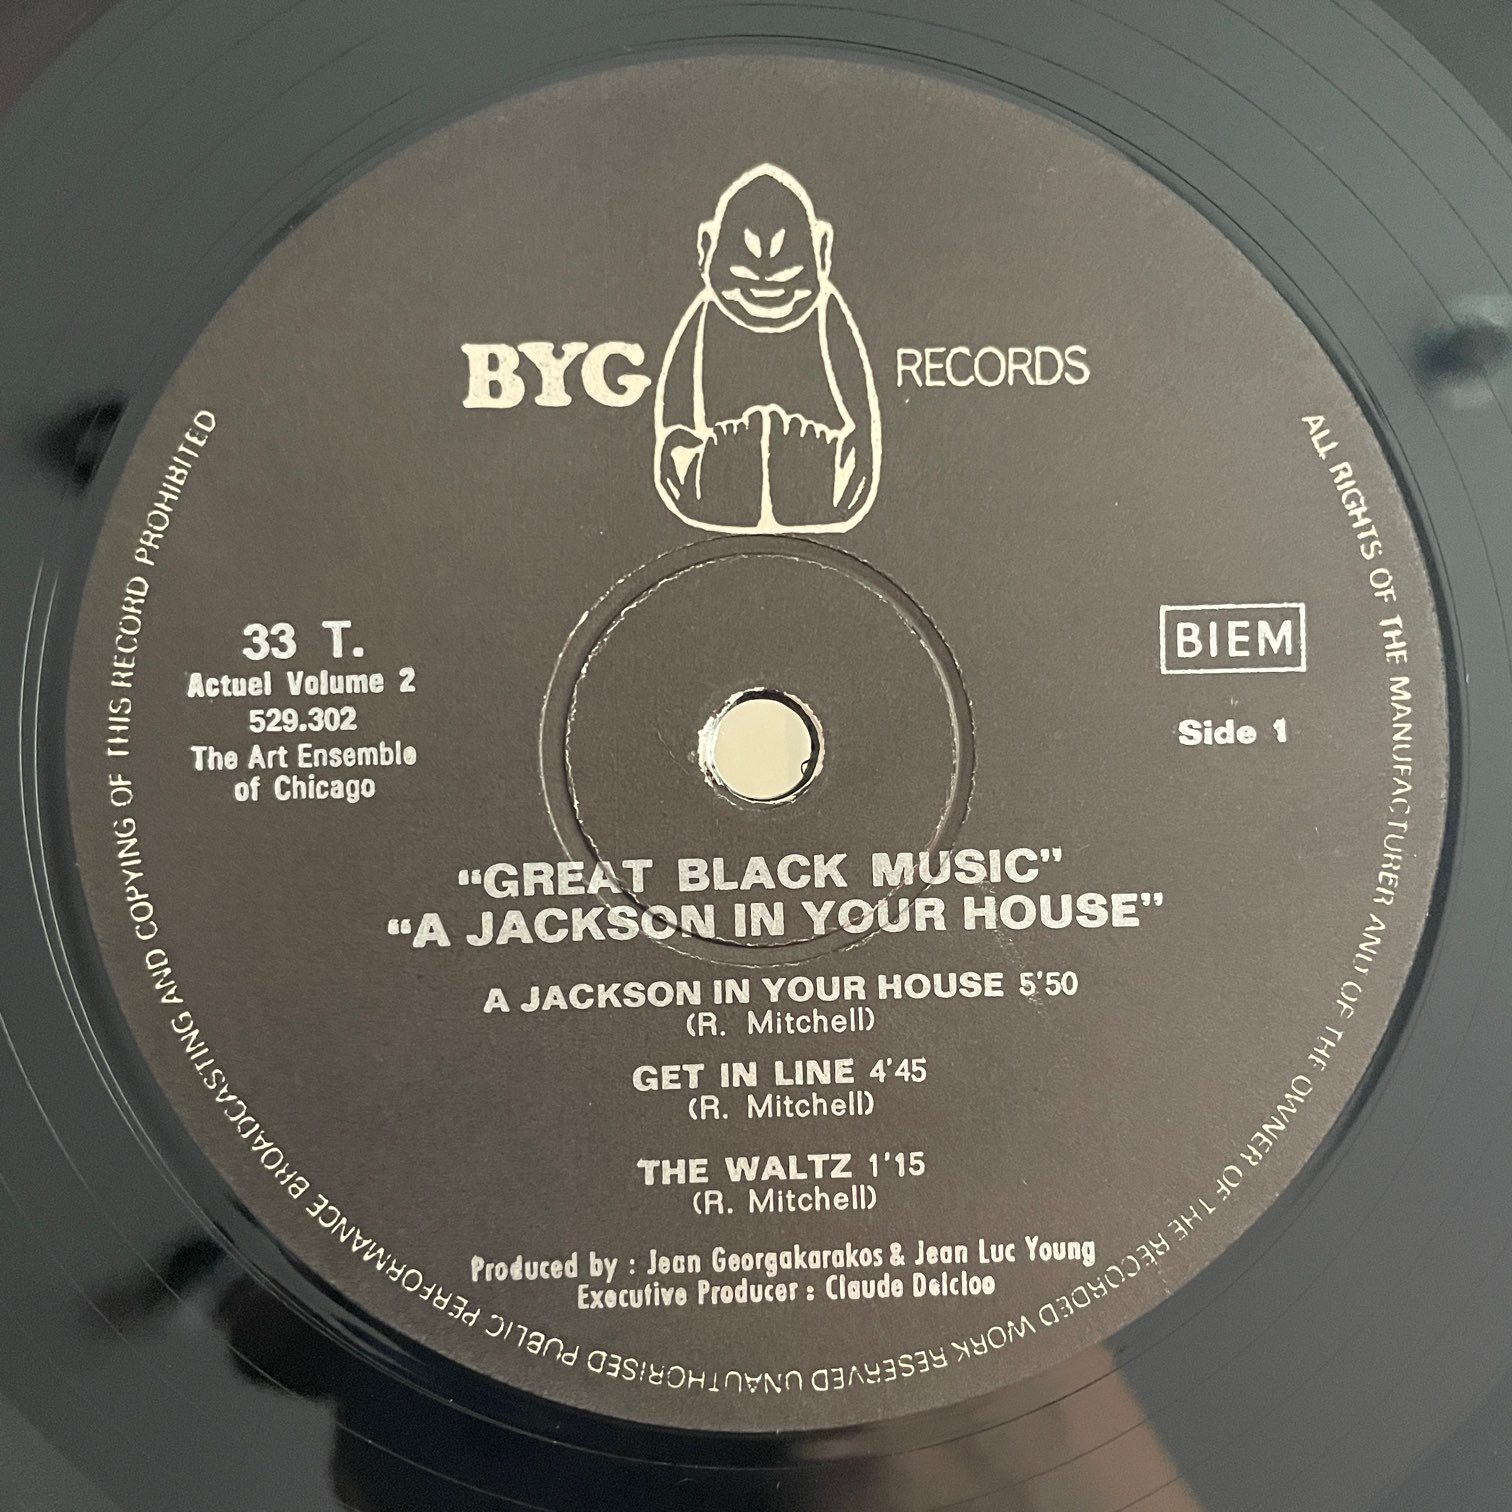 BYG RECORDS
33 T.
Actuel Volume 2
529.302
The Art Ensemble
of Chicago
BIEM
Side 1
“GREAT BLACK MUSIC”
“A JACKSON IN YOUR HOUSE”
A JACKSON IN YOUR HOUSE 5'50
(R. Mitchell)
GET IN LINE 4'45
(R. Mitchell)
THE WALTZ 1'15
(R. Mitchell)
Produced by : Jean Georgakarakos & Jean Luc Young
Executive Producer : Claude Delcloo
ALL RIGHTS OF THE MANUFACTURER AND OF THE OWNER OF THE RECORDED WORK RESERVED UNAUTHORISED PUBLIC PERFORMANCE BROADCASTING AND COPYING OF THIS RECORD PROHIBITED